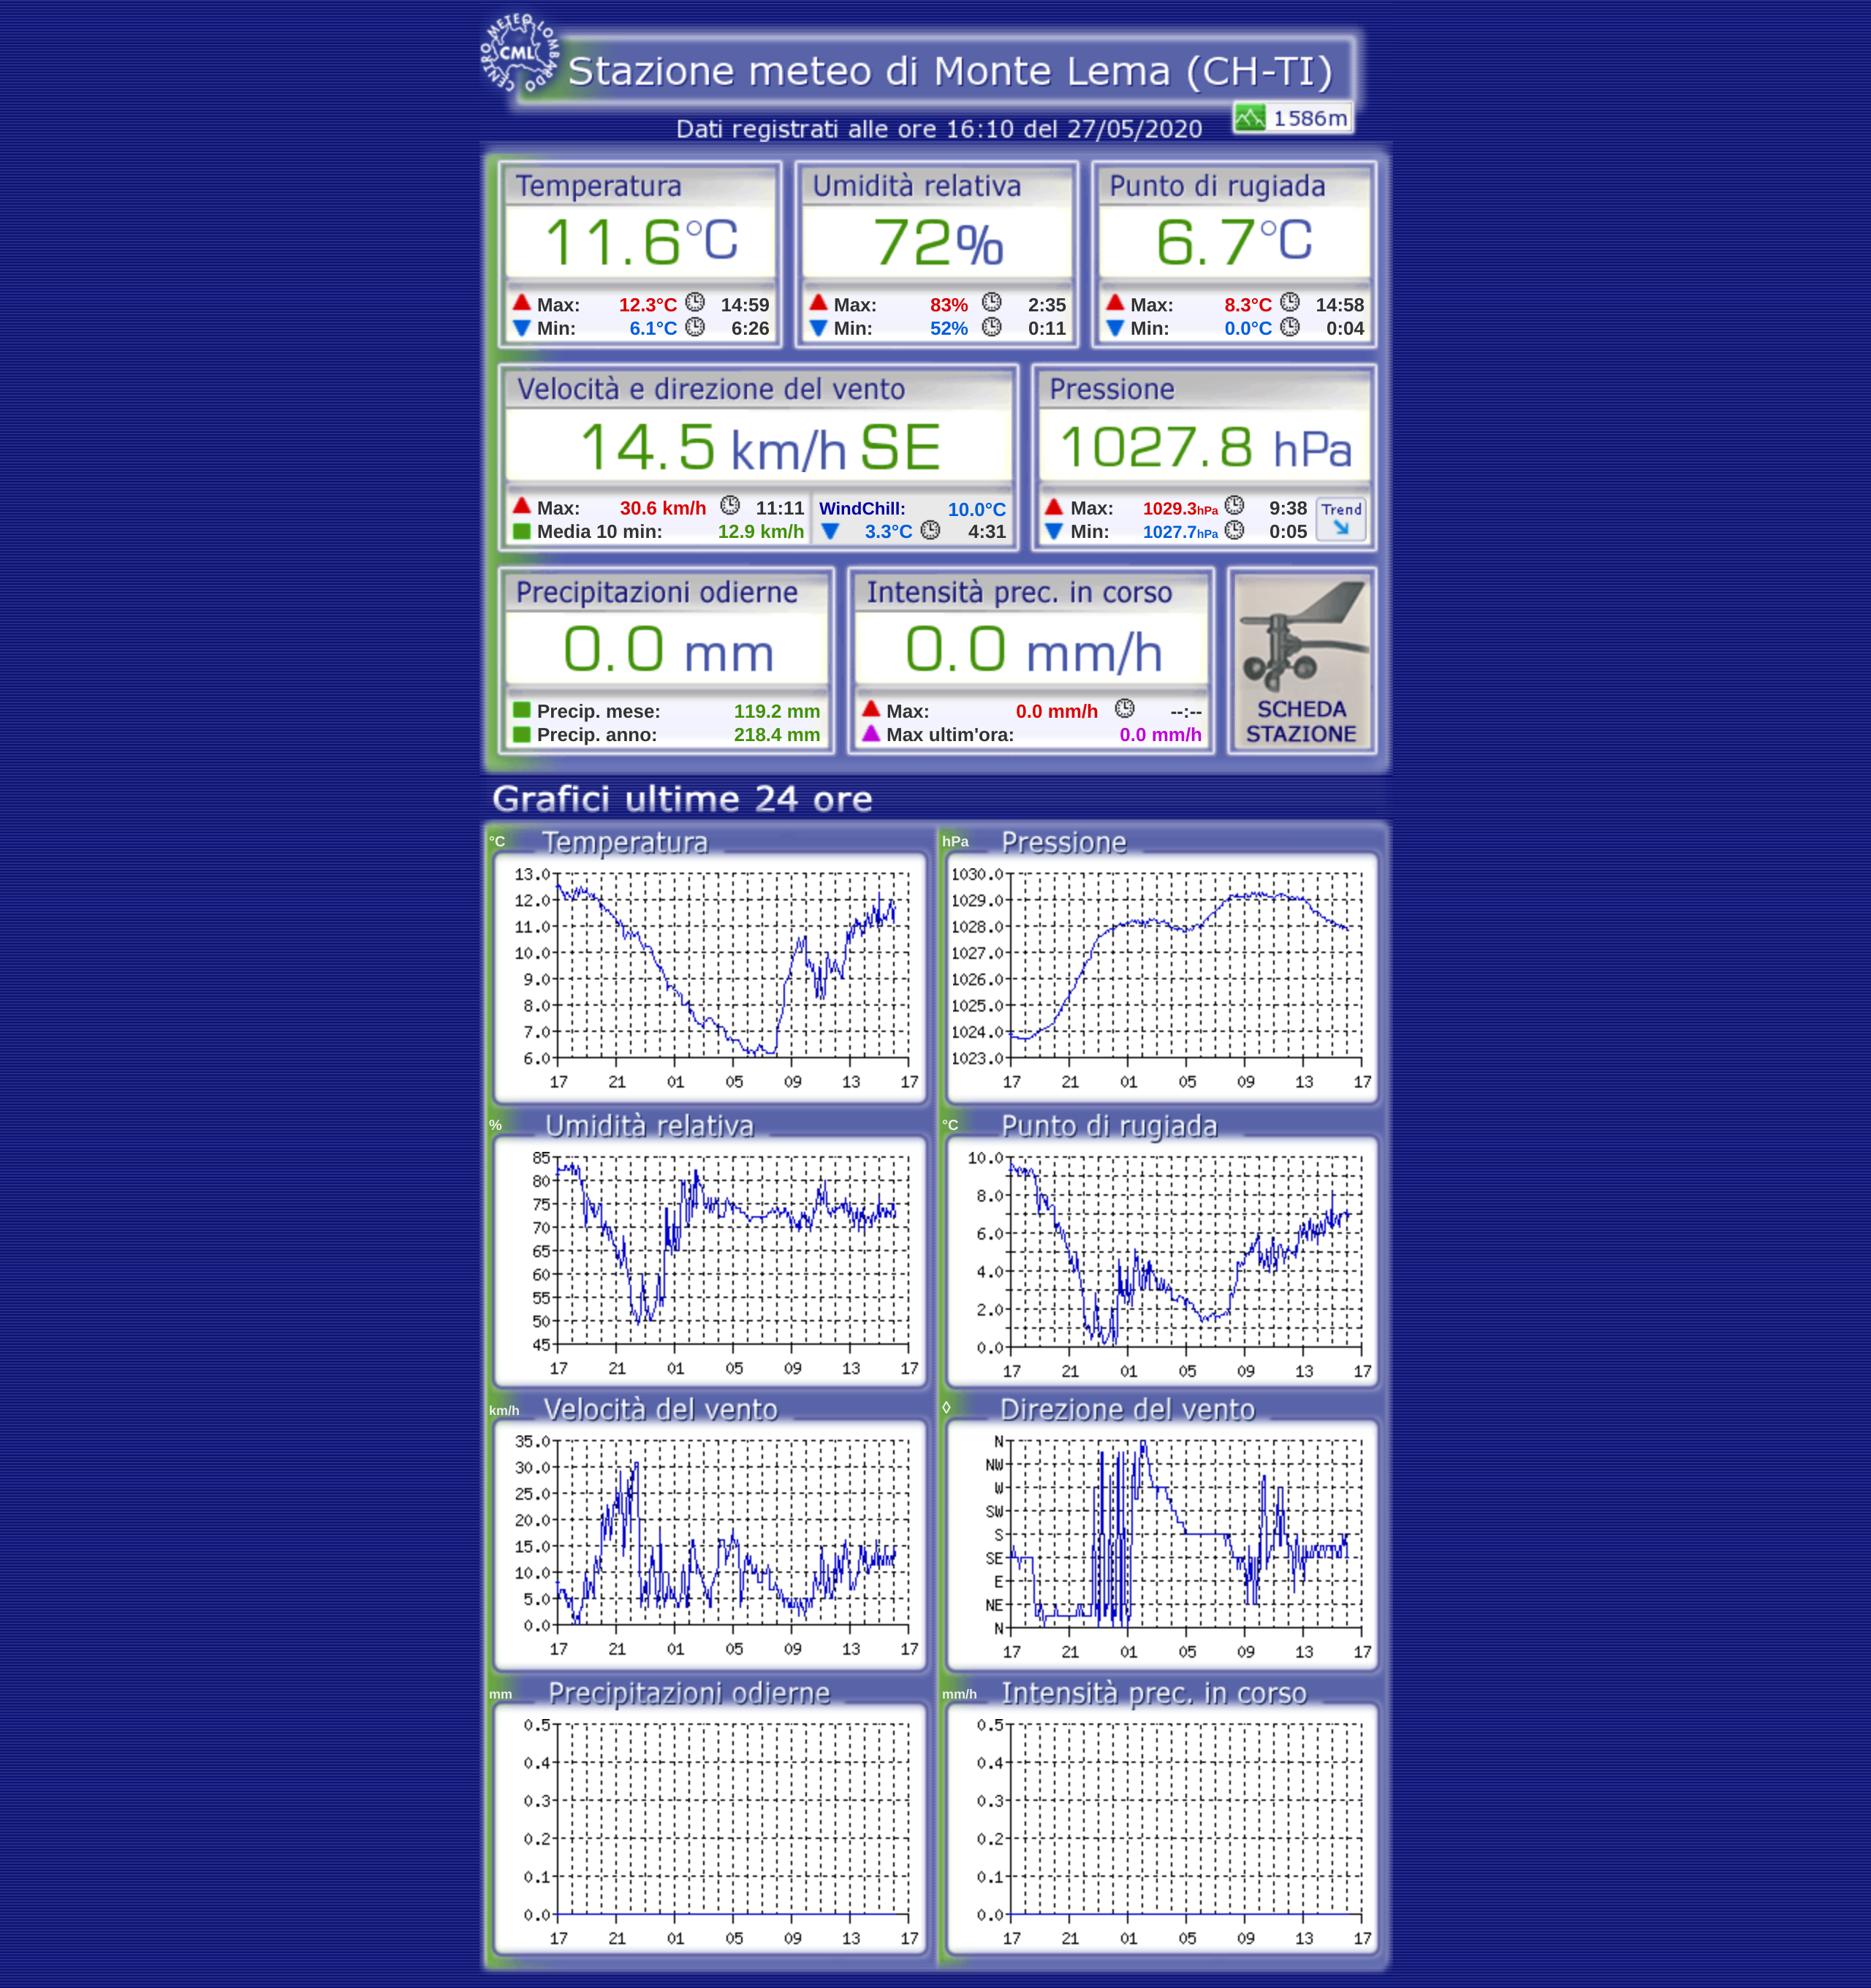 CENTRO METEO LOMBARDO
CML
Stazione meteo di Monte Lema (CH-TI)
1586m
Dati registrati alle ore 16:10 del 27/05/2020
Temperatura Umidità relativa Punto di rugiada
11.6°C 72% 6.7°C
Max: 12.3°C 14:59 Max: 83% 2:35 Max: 8.3°C 14:58
Min: 6.1°C 6:26 Min: 52% 0:11 Min: 0.0°C 0:04
Velocità e direzione del vento Pressione
14.5 km/h SE 1027.8 hPa
Max: 30.6 km/h 11:11 WindChill: 10.0°C Max: 1029.3hPa 9:38 Trend
Media 10 min: 12.9 km/h 3.3°C 4:31 Min: 1027.7hPa 0:05
Precipitazioni odierne Intensità prec. in corso
0.0 mm 0.0 mm/h
Precip. mese: 119.2 mm Max: 0.0 mm/h --:-- SCHEDA
Precip. anno: 218.4 mm Max ultim'ora: 0.0 mm/h STAZIONE
Grafici ultime 24 ore
°C Temperatura hPa Pressione
13.0 1030.0
12.0 1029.0
11.0 1028.0
10.0 1027.0
9.0 1026.0
8.0 1025.0
7.0 1024.0
6.0 1023.0
17 21 01 05 09 13 17 17 21 01 05 09 13 17
% Umidità relativa °C Punto di rugiada
85 10.0
80 8.0
75 6.0
70 4.0
65 2.0
60 0.0
55
50
45
17 21 01 05 09 13 17 17 21 01 05 09 13 17
km/h Velocità del vento ◊ Direzione del vento
35.0 N
30.0 NW
25.0 W
20.0 SW
15.0 S
10.0 SE
5.0 E
0.0 NE
N
17 21 01 05 09 13 17 17 21 01 05 09 13 17
mm Precipitazioni odierne mm/h Intensità prec. in corso
0.5 0.5
0.4 0.4
0.3 0.3
0.2 0.2
0.1 0.1
0.0 0.0
17 21 01 05 09 13 17 17 21 01 05 09 13 17